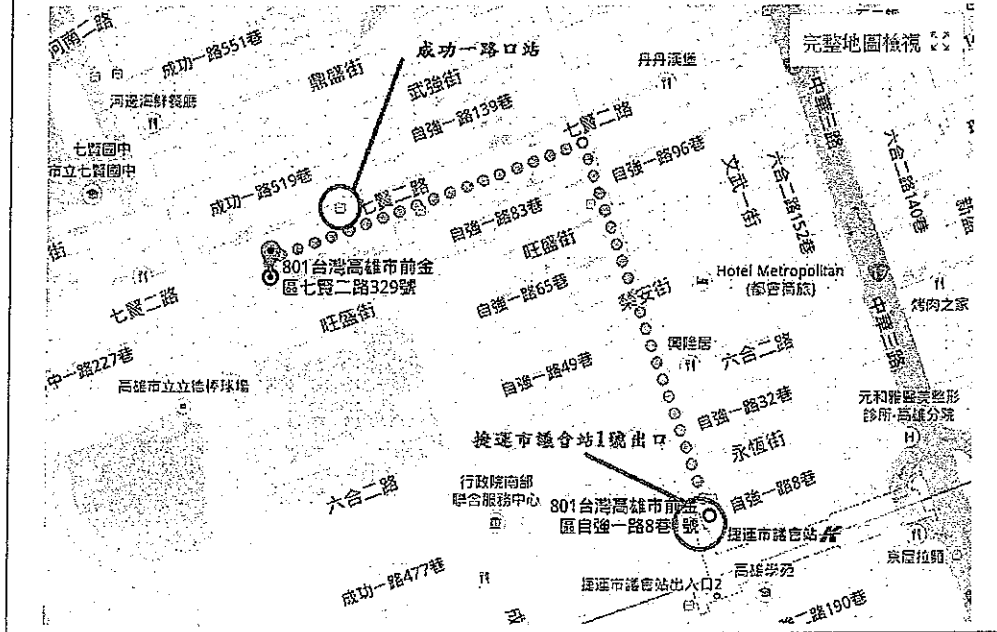 河南二路
成功一路551巷
成功一路口站
完整地圖檢視
鼎盛街
武強街
丹丹漢堡
河邊海鮮餐廳
自強一路139巷
七賢二路
中華三路
七賢國中
市立七賢國中
成功一路519巷
七賢二路
自強一路96巷
文武一街
六合二路152巷
六合二路140巷
自強一路83巷
旺盛街
街
801台灣高雄市前金
區七賢二路329號
Hotel Metropolitan
(都會商旅)
七賢二路
旺盛街
自強一路65巷
榮安街
烤肉之家
中華三路
中一路227巷
興隆居
六合二路
高雄市立立德棒球場
自強一路49巷
自強一路32巷
元和雅醫美整形
診所-高雄分院
捷運市議會站1號出口
永恆街
六合二路
行政院南部
聯合服務中心
801台灣高雄市前金
區自強一路8巷 號
自強一路8巷
捷運市議會站
京屋拉麵
成功一路477巷
捷運市議會站出入口2
高雄學苑
成
二路190巷